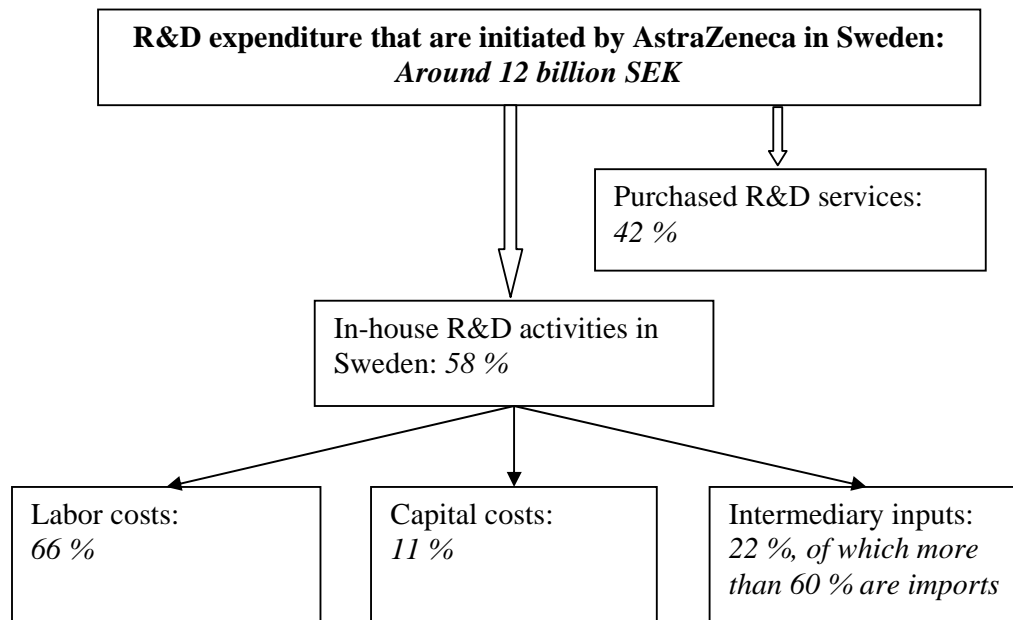 R&D expenditure that are initiated by AstraZeneca in Sweden:
Around 12 billion SEK
Purchased R&D services:
42 %
In-house R&D activities in
Sweden: 58 %
Labor costs:
66 %
Capital costs:
11 %
Intermediary inputs:
22 %, of which more
than 60 % are imports